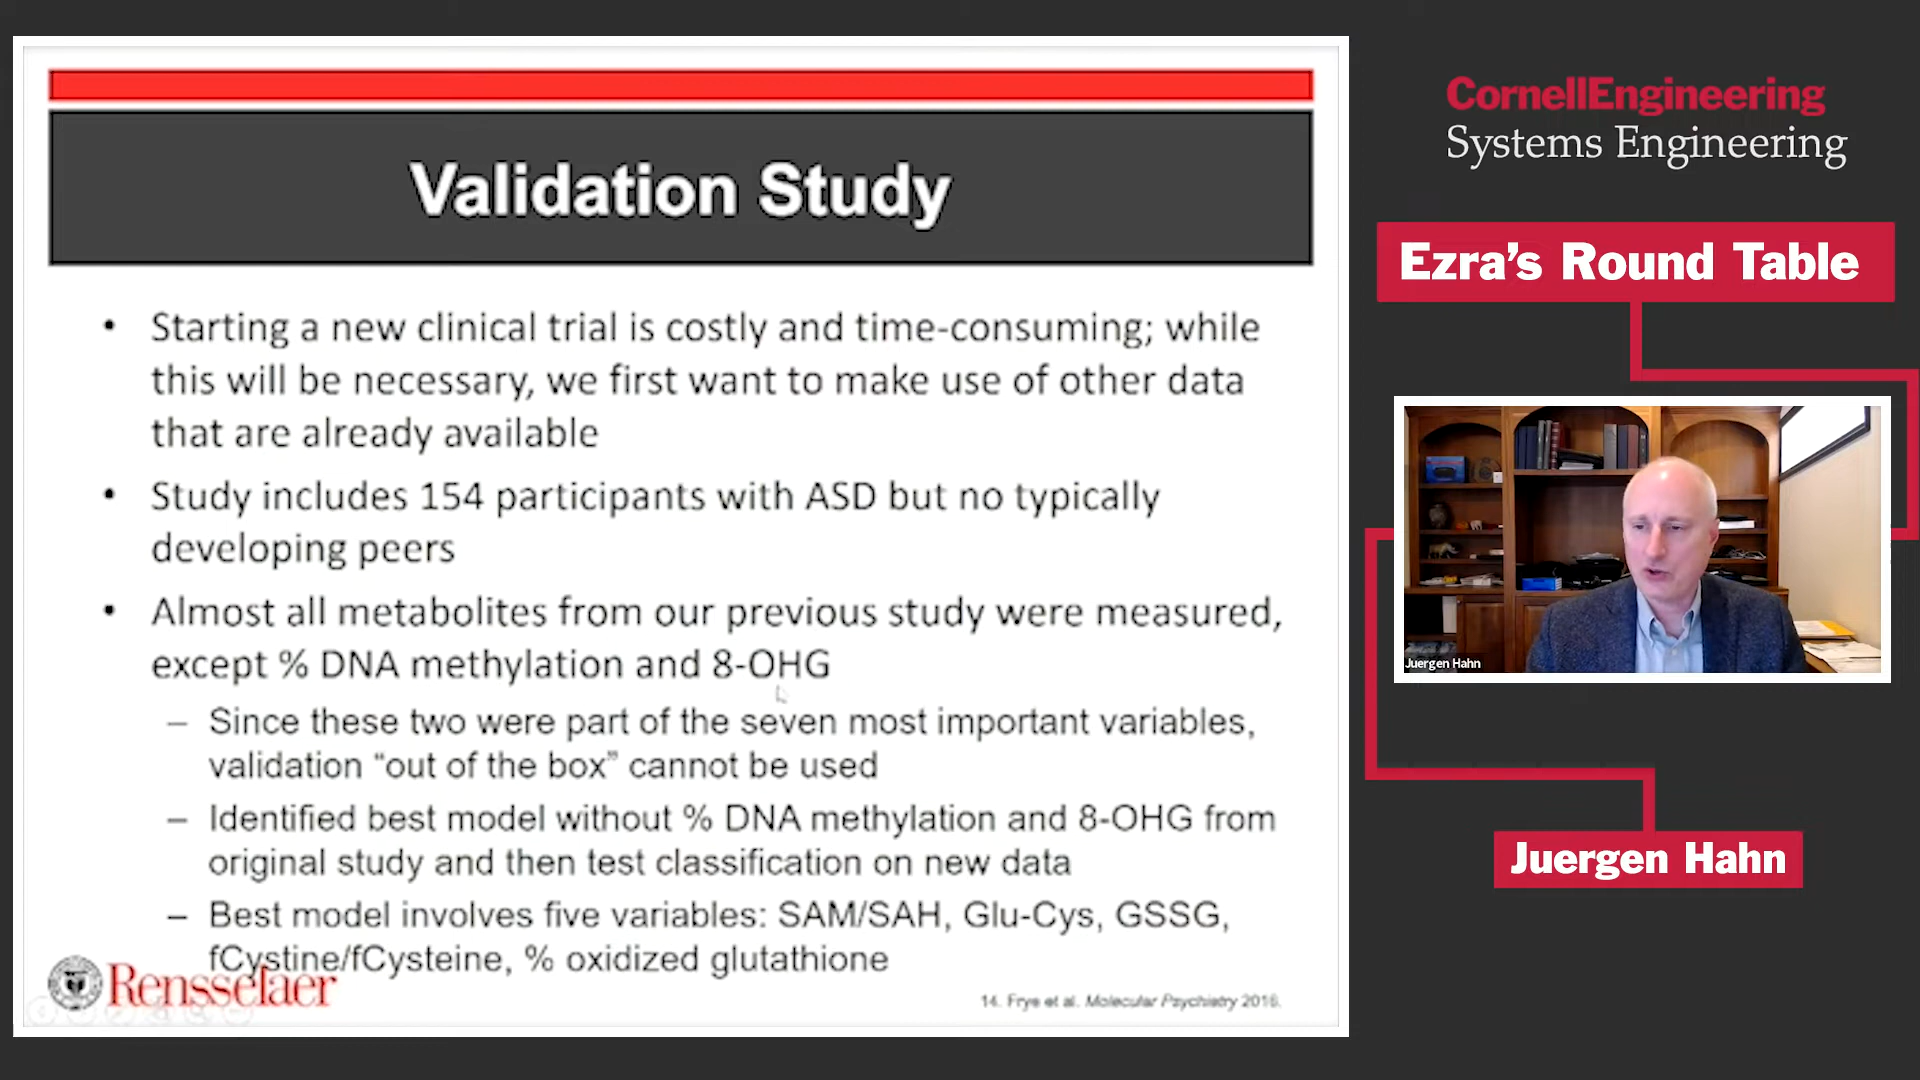 Validation Study
• Starting a new clinical trial is costly and time-consuming; while
this will be necessary, we first want to make use of other data
that are already available
• Study includes 154 participants with ASD but no typically
developing peers
• Almost all metabolites from our previous study were measured,
except % DNA methylation and 8-OHG
– Since these two were part of the seven most important variables,
validation “out of the box” cannot be used
– Identified best model without % DNA methylation and 8-OHG from
original study and then test classification on new data
– Best model involves five variables: SAM/SAH, Glu-Cys, GSSG,
fCystine/fCysteine, % oxidized glutathione
Rensselaer
14. Frye et al. Molecular Psychiatry 2016.
CornellEngineering
Systems Engineering
Ezra’s Round Table
Juergen Hahn
Juergen Hahn